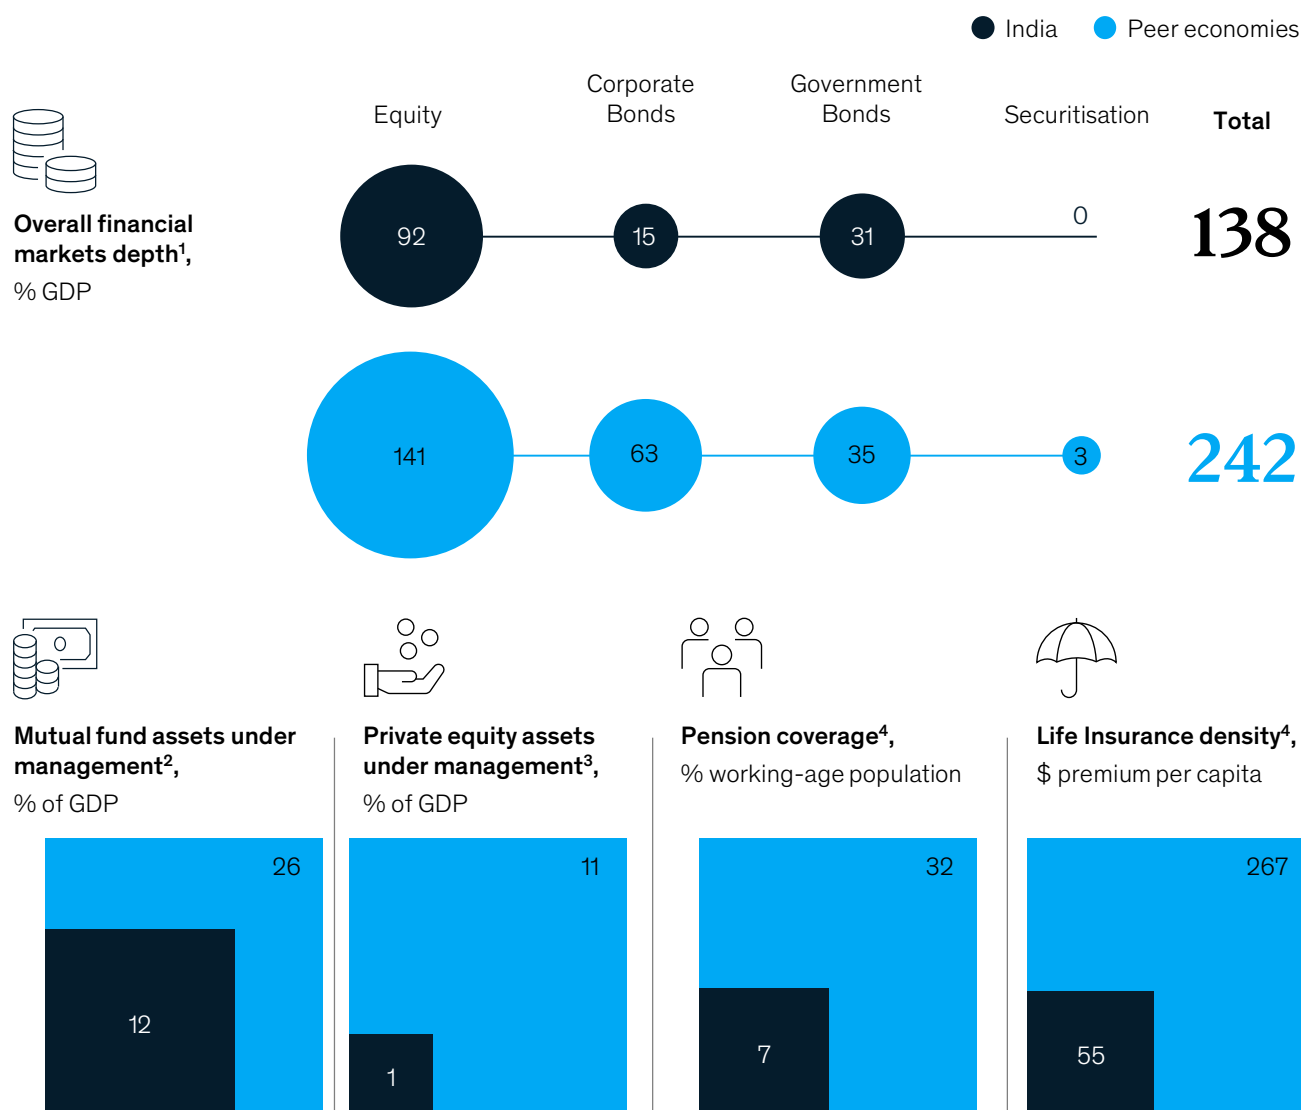 India
Peer economies
Equity
Corporate
Bonds
Government
Bonds
Securitisation
Total
Overall financial
markets depth¹,
% GDP
92
15
31
0
138
141
63
35
3
242
Mutual fund assets under
management²,
% of GDP
26
12
Private equity assets
under management³,
% of GDP
11
1
Pension coverage⁴,
% working-age population
32
7
Life Insurance density⁴,
$ premium per capita
267
55